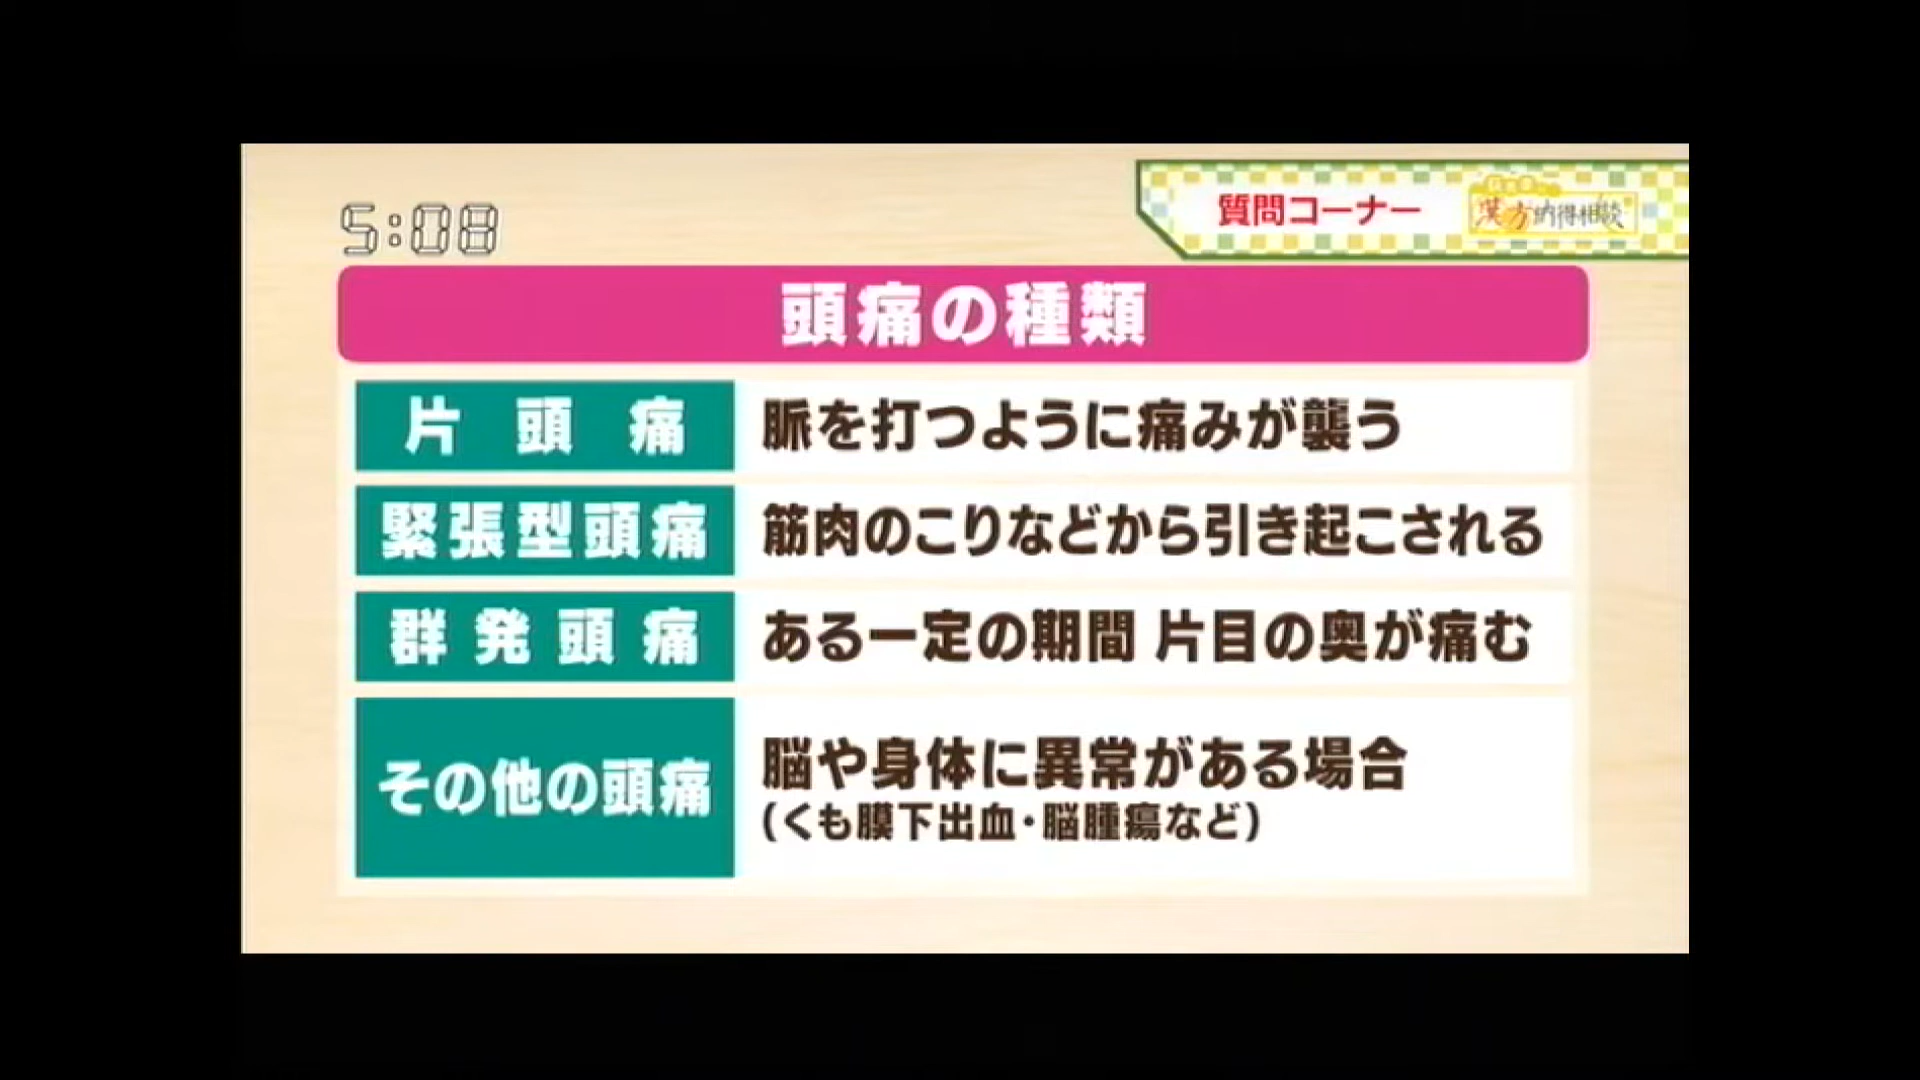 5:08
質問コーナー
漢方納得相談
頭痛の種類
片頭痛
脈を打つように痛みが襲う
緊張型頭痛
筋肉のこりなどから引き起こされる
群発頭痛
ある一定の期間 片目の奥が痛む
その他の頭痛
脳や身体に異常がある場合
(くも膜下出血・脳腫瘍など)